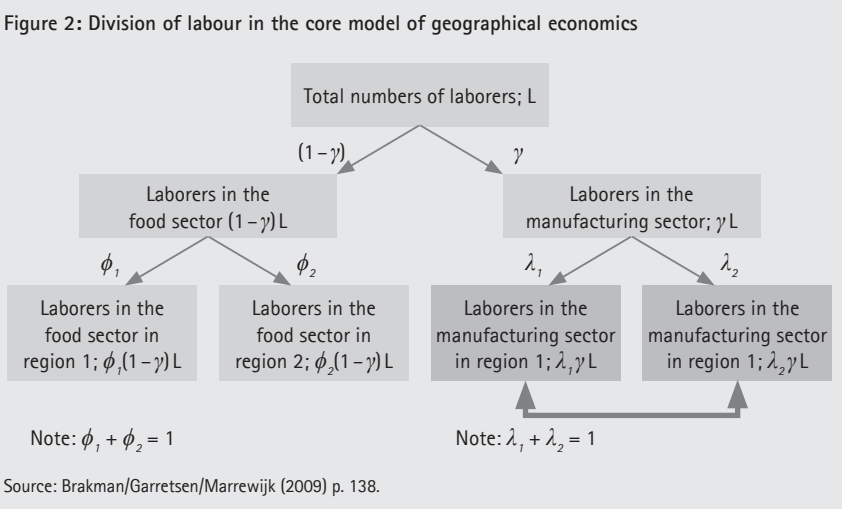 Figure 2: Division of labour in the core model of geographical economics
Total numbers of laborers; L
(1 – γ)
γ
Laborers in the
food sector (1 – γ) L
Laborers in the
manufacturing sector; γ L
ϕ₁
ϕ₂
λ₁
λ₂
Laborers in the
food sector in
region 1; ϕ₁(1 – γ) L
Laborers in the
food sector in
region 2; ϕ₂(1 – γ) L
Laborers in the
manufacturing sector
in region 1; λ₁γ L
Laborers in the
manufacturing sector
in region 1; λ₂γ L
Note: ϕ₁ + ϕ₂ = 1
Note: λ₁ + λ₂ = 1
Source: Brakman/Garretsen/Marrewijk (2009) p. 138.